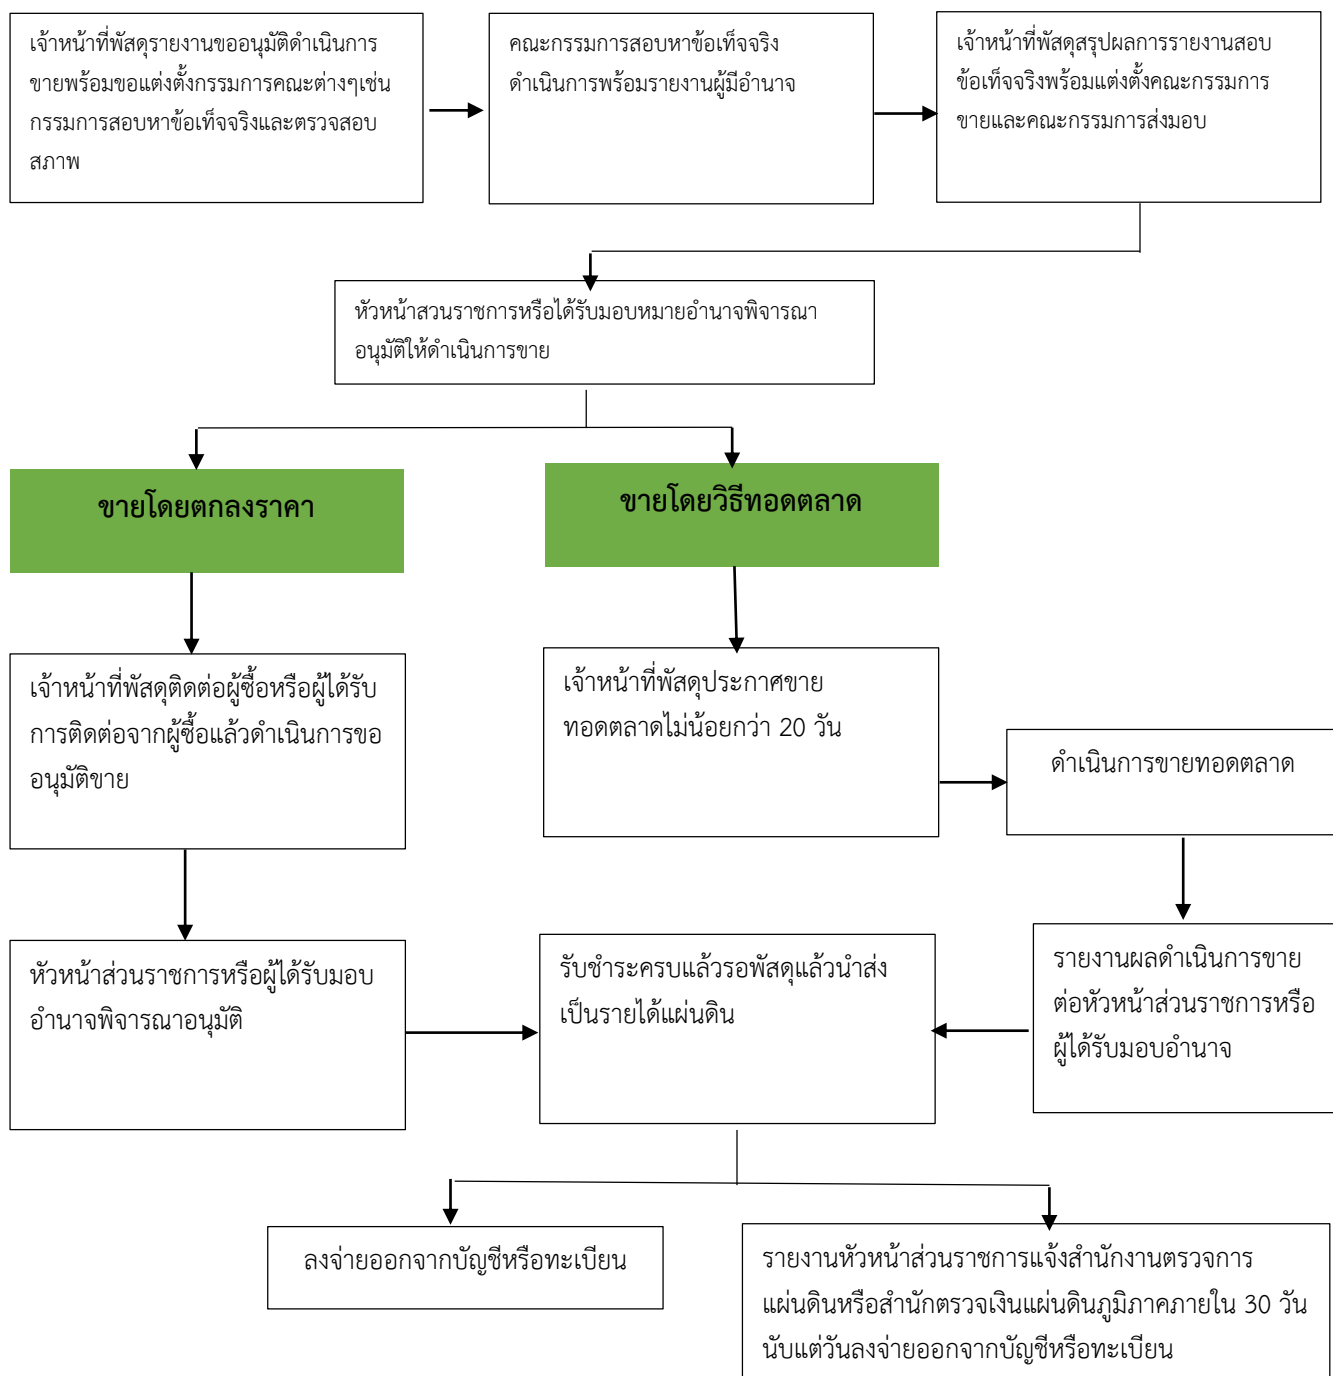 เจ้าหน้าที่พัสดุรายงานขออนุมัติดำเนินการ
ขายพร้อมขอแต่งตั้งกรรมการคณะต่างๆเช่น
กรรมการสอบหาข้อเท็จจริงและตรวจสอบ
สภาพ
คณะกรรมการสอบหาข้อเท็จจริง
ดำเนินการพร้อมรายงานผู้มีอำนาจ
เจ้าหน้าที่พัสดุสรุปผลการรายงานสอบ
ข้อเท็จจริงพร้อมแต่งตั้งคณะกรรมการ
ขายและคณะกรรมการส่งมอบ
หัวหน้าสวนราชการหรือได้รับมอบหมายอำนาจพิจารณา
อนุมัติให้ดำเนินการขาย
ขายโดยตกลงราคา
ขายโดยวิธีทอดตลาด
เจ้าหน้าที่พัสดุติดต่อผู้ซื้อหรือผู้ได้รับ
การติดต่อจากผู้ซื้อแล้วดำเนินการขอ
อนุมัติขาย
เจ้าหน้าที่พัสดุประกาศขาย
ทอดตลาดไม่น้อยกว่า 20 วัน
ดำเนินการขายทอดตลาด
หัวหน้าส่วนราชการหรือผู้ได้รับมอบ
อำนาจพิจารณาอนุมัติ
รับชำระครบแล้วรอพัสดุแล้วนำส่ง
เป็นรายได้แผ่นดิน
รายงานผลดำเนินการขาย
ต่อหัวหน้าส่วนราชการหรือ
ผู้ได้รับมอบอำนาจ
ลงจ่ายออกจากบัญชีหรือทะเบียน
รายงานหัวหน้าส่วนราชการแจ้งสำนักงานตรวจการ
แผ่นดินหรือสำนักตรวจเงินแผ่นดินภูมิภาคภายใน 30 วัน
นับแต่วันลงจ่ายออกจากบัญชีหรือทะเบียน